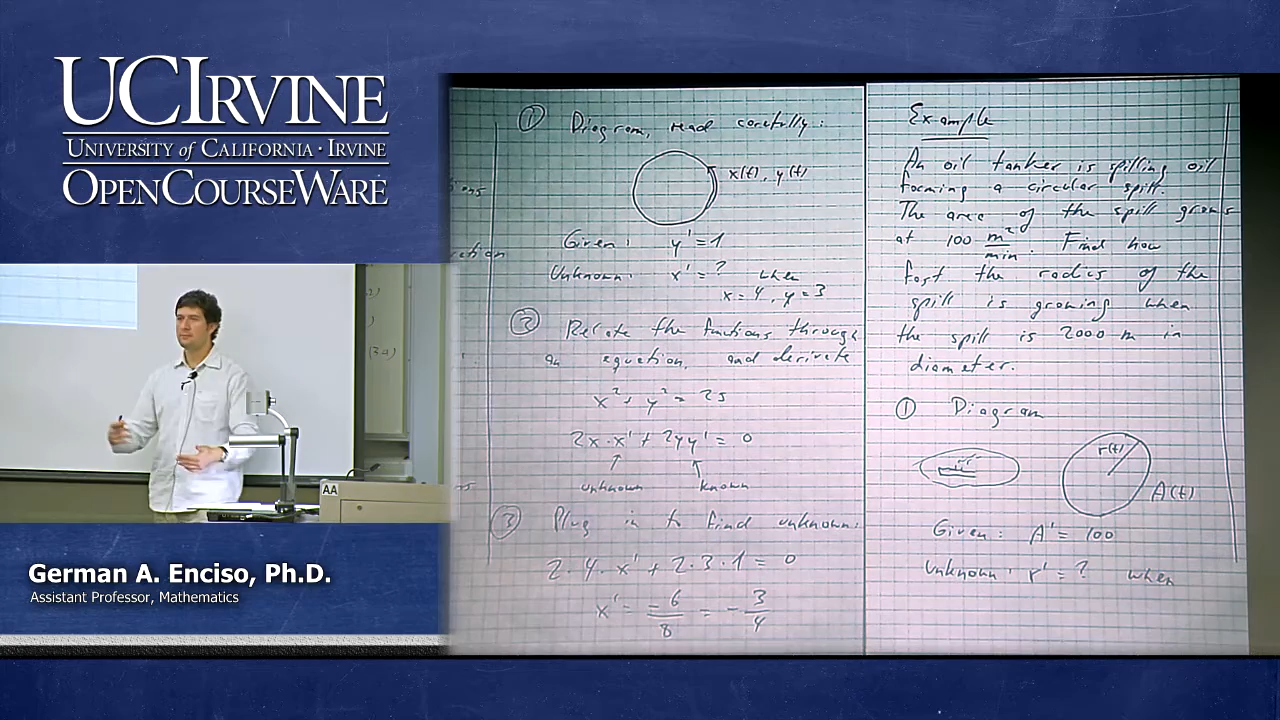 UCIRVINE
UNIVERSITY of CALIFORNIA · IRVINE
OPENCOURSEWARE
(34)
AA
German A. Enciso, Ph.D.
Assistant Professor, Mathematics
① Diagram, read carefully:
x(t), y(t)
Given: y' = 1
Unknown: x' = ? when
x = 4, y = 3
② Relate the functions through
an equation, and derivate
x² + y² = 25
2x · x' + 2yy' = 0
unknown known
③ Plug in to find unknown:
2 · 4 · x' + 2 · 3 · 1 = 0
x' = -6/8 = -3/4
Example
An oil tanker is spilling oil
forming a circular spill.
The area of the spill grows
at 100 m²/min. Find how
fast the radius of the
spill is growing when
the spill is 2000 m in
diameter.
① Diagram
r(t)
A(t)
Given: A' = 100
Unknown: r' = ? when